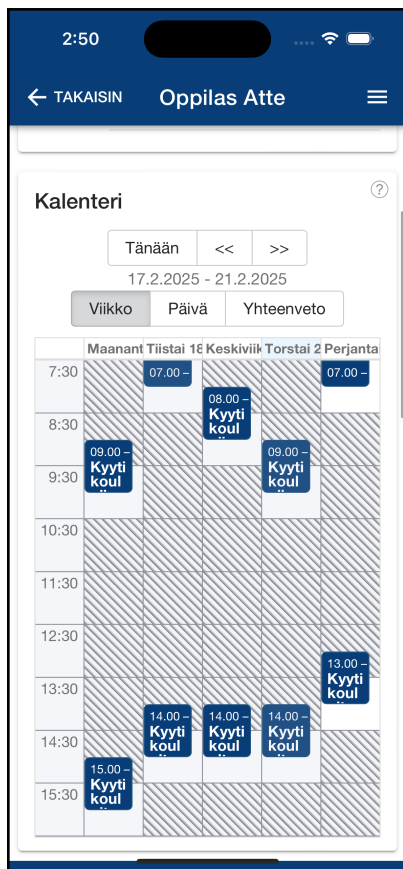 2:50
← TAKAISIN Oppilas Atte
Kalenteri
?
Tänään << >>
17.2.2025 - 21.2.2025
Viikko Päivä Yhteenveto
Maanant Tiistai 18 Keskiviik Torstai 2 Perjanta
7:30 07.00 – 07.00 –
08.00 –
Kyyti
koul
8:30
09.00 – 09.00 –
Kyyti Kyyti
koul koul
9:30
10:30
11:30
12:30
13.00 –
Kyyti
koul
13:30
14.00 – 14.00 – 14.00 –
Kyyti Kyyti Kyyti
koul koul koul
14:30
15.00 –
Kyyti
koul
15:30